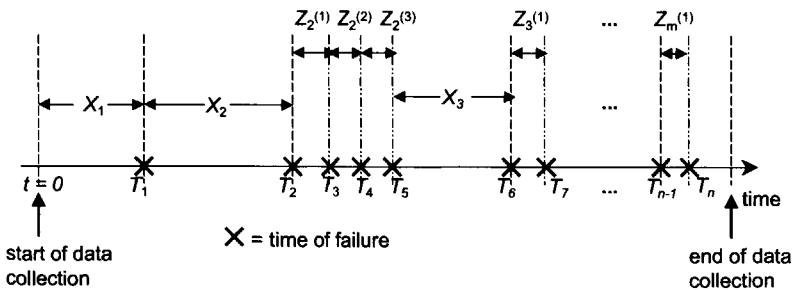 Z₂⁽¹⁾ Z₂⁽²⁾ Z₂⁽³⁾ Z₃⁽¹⁾ ... Zₘ⁽¹⁾
X₁ X₂ X₃ ...
t = 0 T₁ T₂ T₃ T₄ T₅ T₆ T₇ ... Tₙ₋₁ Tₙ time
start of data
collection
X = time of failure
end of data
collection